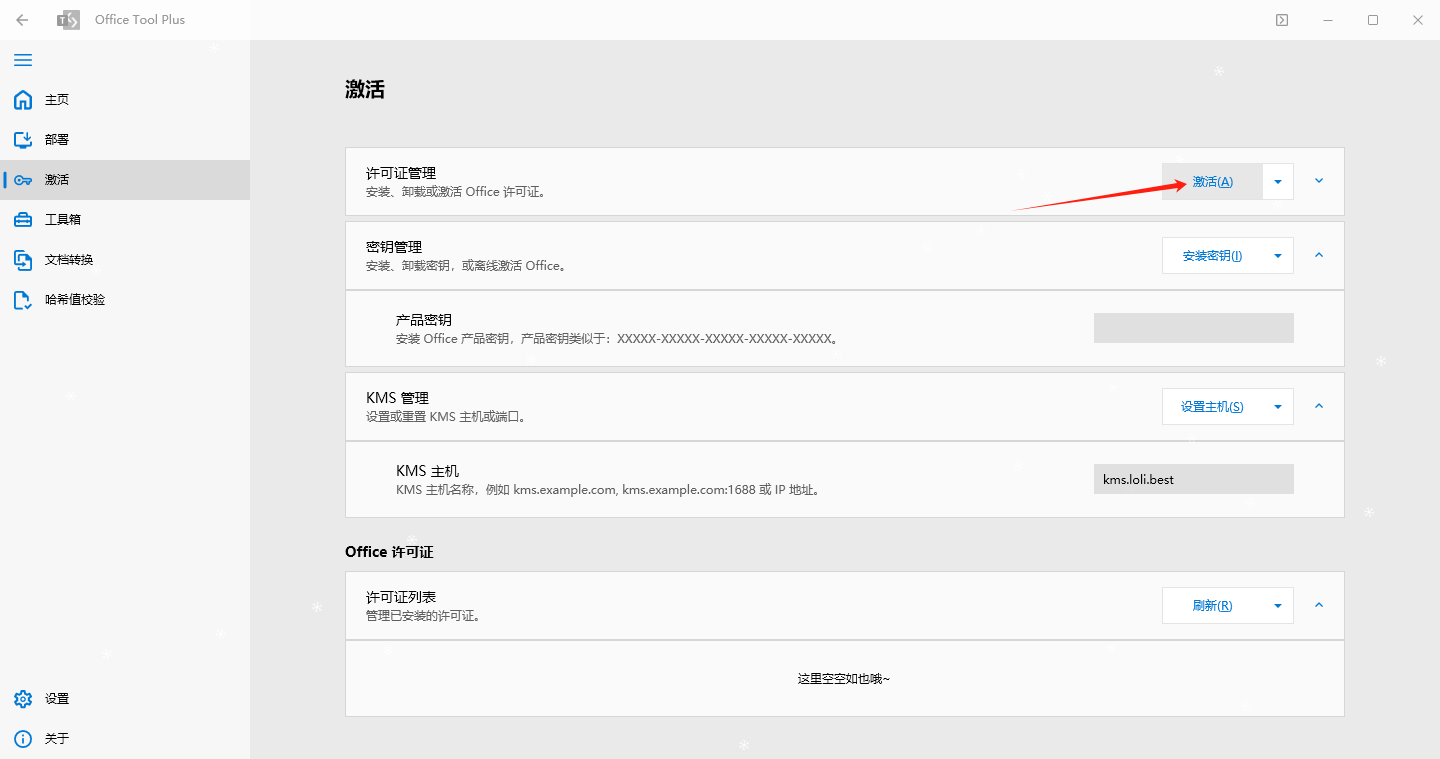 Office Tool Plus
主页
部署
激活
工具箱
文档转换
哈希值校验
设置
关于
激活
许可证管理
安装、卸载或激活 Office 许可证。
激活(A)
密钥管理
安装、卸载密钥，或离线激活 Office。
安装密钥(I)
产品密钥
安装 Office 产品密钥，产品密钥类似于：XXXXX-XXXXX-XXXXX-XXXXX-XXXXX。
KMS 管理
设置或重置 KMS 主机或端口。
设置主机(S)
KMS 主机
KMS 主机名称，例如 kms.example.com, kms.example.com:1688 或 IP 地址。
kms.loli.best
Office 许可证
许可证列表
管理已安装的许可证。
刷新(R)
这里空空如也哦~